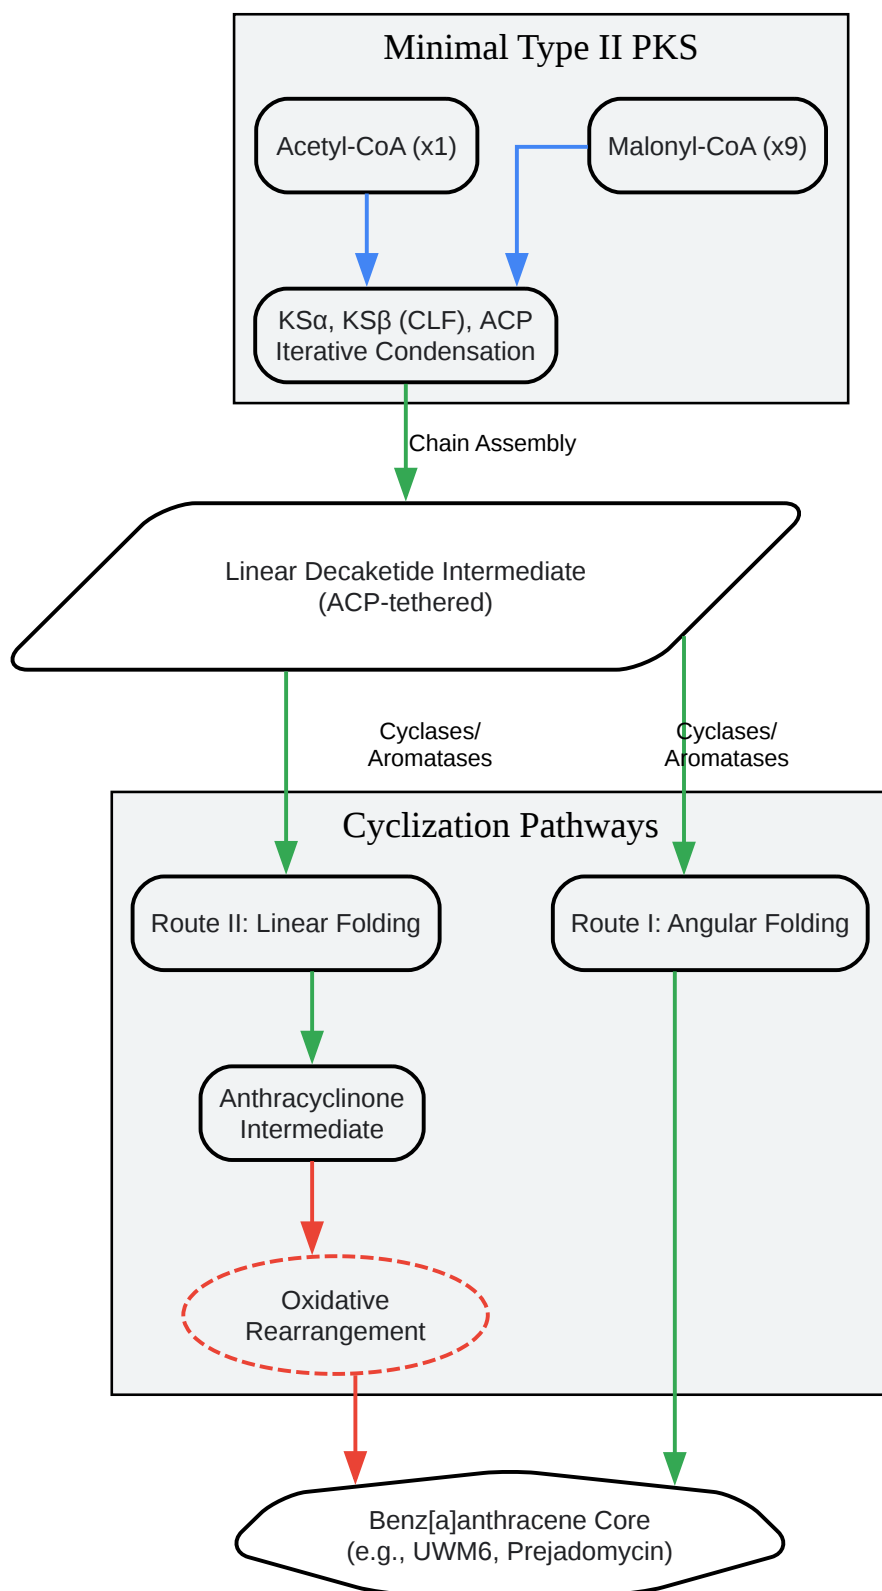 Minimal Type II PKS
Acetyl-CoA (x1)
Malonyl-CoA (x9)
KSα, KSβ (CLF), ACP
Iterative Condensation
Chain Assembly
Linear Decaketide Intermediate
(ACP-tethered)
Cyclases/
Aromatases
Cyclases/
Aromatases
Cyclization Pathways
Route II: Linear Folding
Route I: Angular Folding
Anthracyclinone
Intermediate
Oxidative
Rearrangement
Benz[a]anthracene Core
(e.g., UWM6, Prejadomycin)